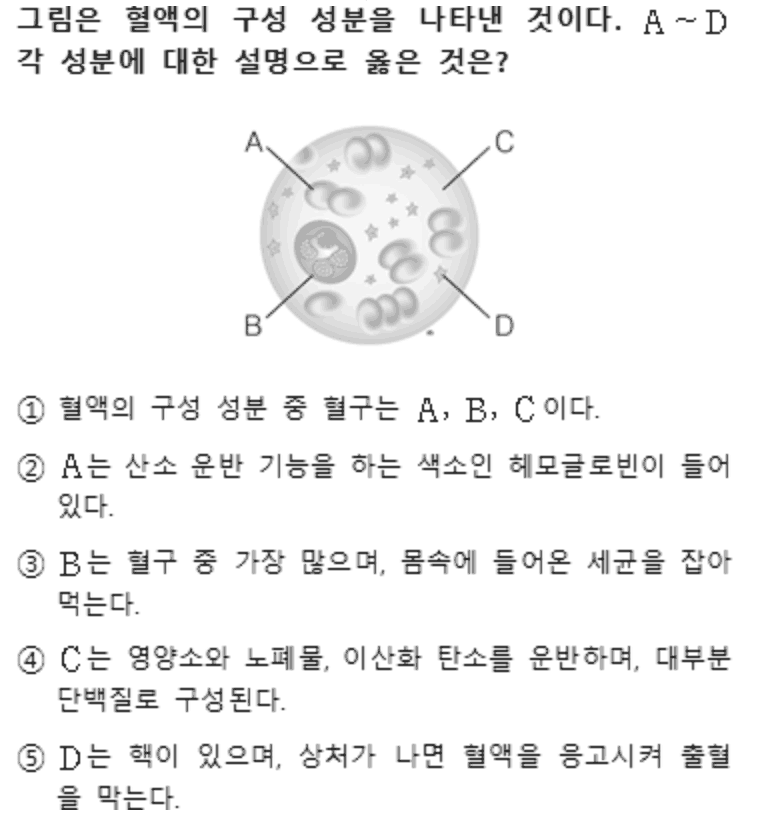 그림은 혈액의 구성 성분을 나타낸 것이다. A ~ D
각 성분에 대한 설명으로 옳은 것은?
A
C
B
D
① 혈액의 구성 성분 중 혈구는 A, B, C이다.
② A는 산소 운반 기능을 하는 색소인 헤모글로빈이 들어
있다.
③ B는 혈구 중 가장 많으며, 몸속에 들어온 세균을 잡아
먹는다.
④ C는 영양소와 노폐물, 이산화 탄소를 운반하며, 대부분
단백질로 구성된다.
⑤ D는 핵이 있으며, 상처가 나면 혈액을 응고시켜 출혈
을 막는다.